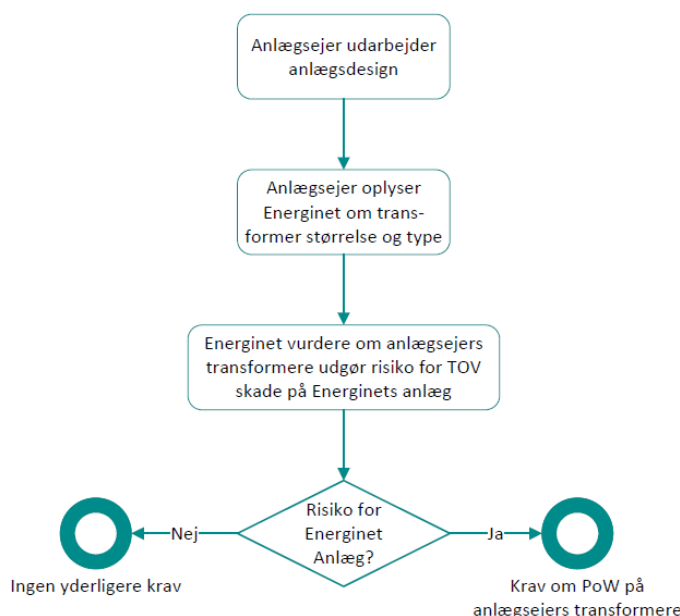 Anlægsejer udarbejder
anlægsdesign
Anlægsejer oplyser
Energinet om trans-
former størrelse og type
Energinet vurdere om anlægsejers
transformere udgør risiko for TOV
skade på Energinets anlæg
Risiko for
Energinet
Anlæg?
Nej
Ja
Ingen yderligere krav
Krav om PoW på
anlægsejers transformere